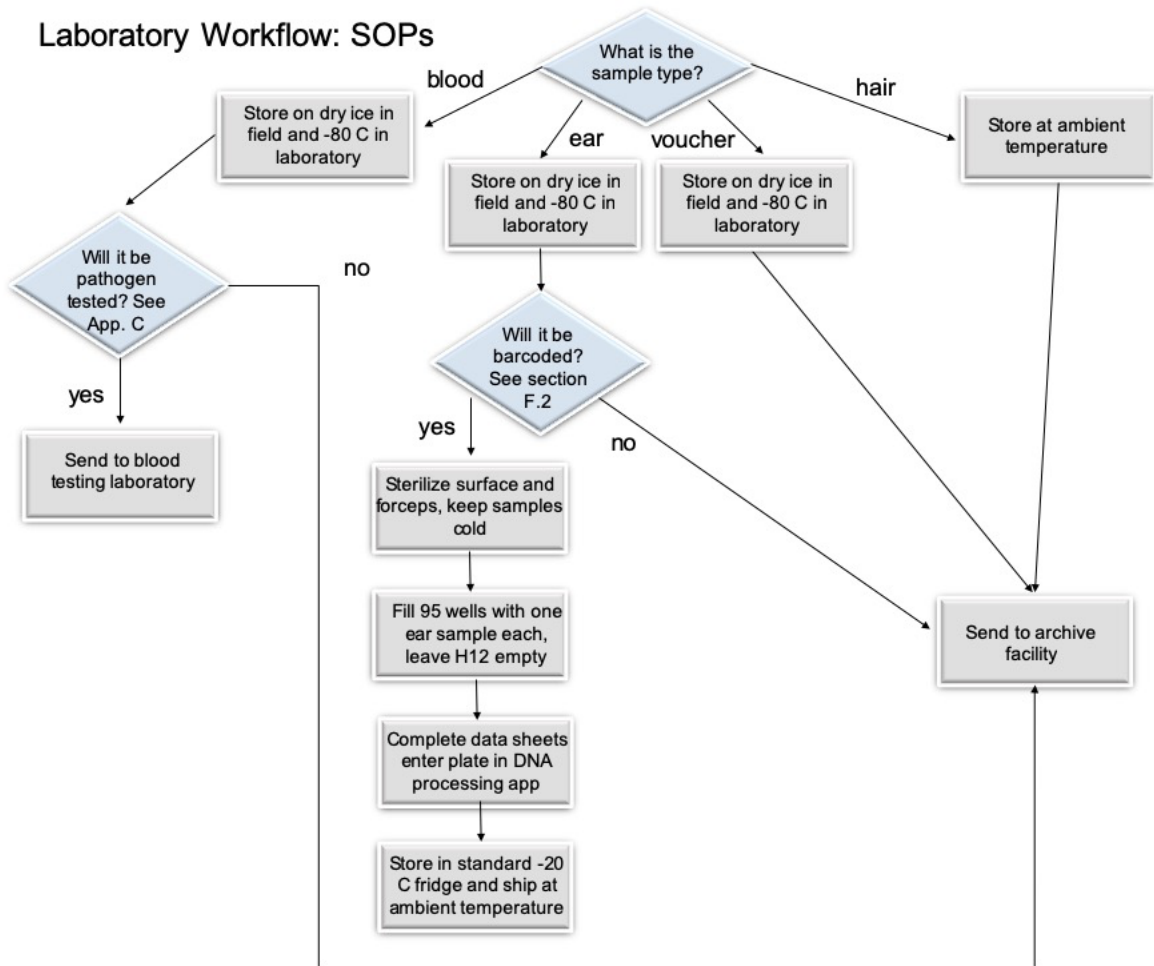 Laboratory Workflow: SOPs
What is the
sample type?
blood
hair
ear
voucher
Store on dry ice in
field and -80 C in
laboratory
Store at ambient
temperature
Store on dry ice in
field and -80 C in
laboratory
Store on dry ice in
field and -80 C in
laboratory
Will it be
pathogen
tested? See
App. C
no
yes
Send to blood
testing laboratory
Will it be
barcoded?
See section
F.2
yes
no
Sterilize surface and
forceps, keep samples
cold
Fill 95 wells with one
ear sample each,
leave H12 empty
Complete data sheets
enter plate in DNA
processing app
Store in standard -20
C fridge and ship at
ambient temperature
Send to archive
facility